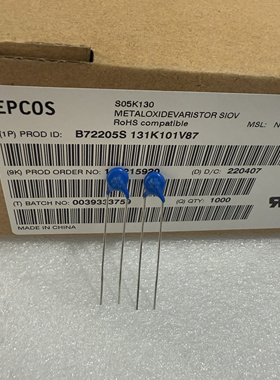 EPCOS
S05K130
METALOXIDEVARISTOR SIOV
RoHS compatible
MSL: N
(1P) PROD ID: B72205S 131K101V87
(9K) PROD ORDER NO:
(D) D/C: 220407
(T) BATCH NO: 0039333759
(Q) QTY: 1000
MADE IN CHINA